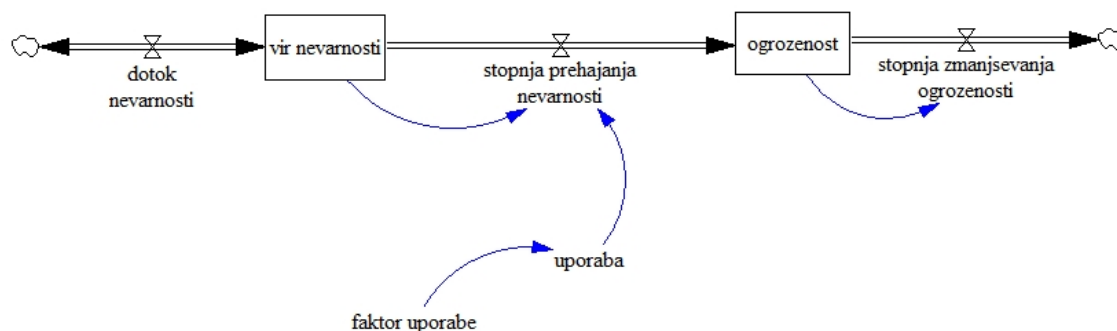 vir nevarnosti
ogrozenost
dotok
nevarnosti
stopnja prehajanja
nevarnosti
stopnja zmanjsevanja
ogrozenosti
uporaba
faktor uporabe